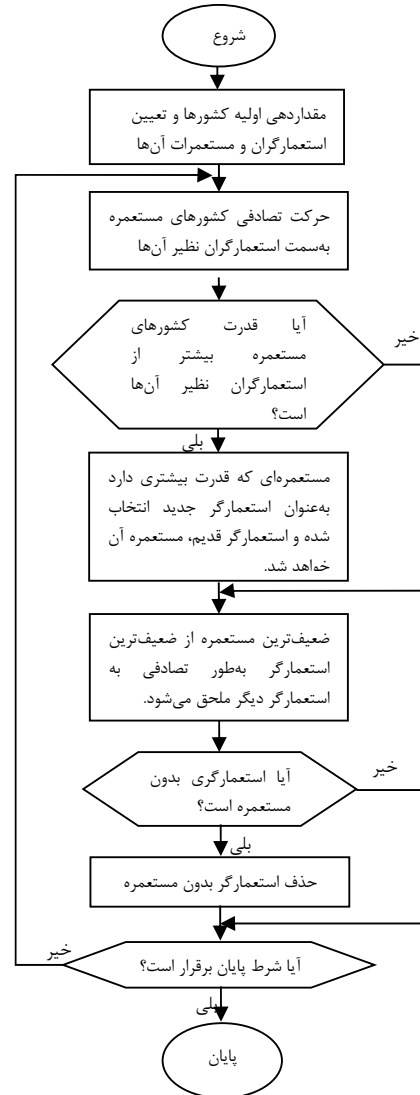 شروع
مقداردهی اولیه کشورها و تعیین
استعمارگران و مستعمرات آن‌ها
حرکت تصادفی کشورهای مستعمره
به‌سمت استعمارگران نظیر آن‌ها
آیا قدرت کشورهای
مستعمره بیشتر از
استعمارگران نظیر آن‌ها
است؟
خیر
بلی
مستعمره‌ای که قدرت بیشتری دارد
به‌عنوان استعمارگر جدید انتخاب
شده و استعمارگر قدیم، مستعمره آن
خواهد شد.
ضعیف‌ترین مستعمره از ضعیف‌ترین
استعمارگر به‌طور تصادفی به
استعمارگر دیگر ملحق می‌شود.
آیا استعمارگری بدون
مستعمره است؟
خیر
بلی
حذف استعمارگر بدون مستعمره
آیا شرط پایان برقرار است؟
خیر
بلی
پایان